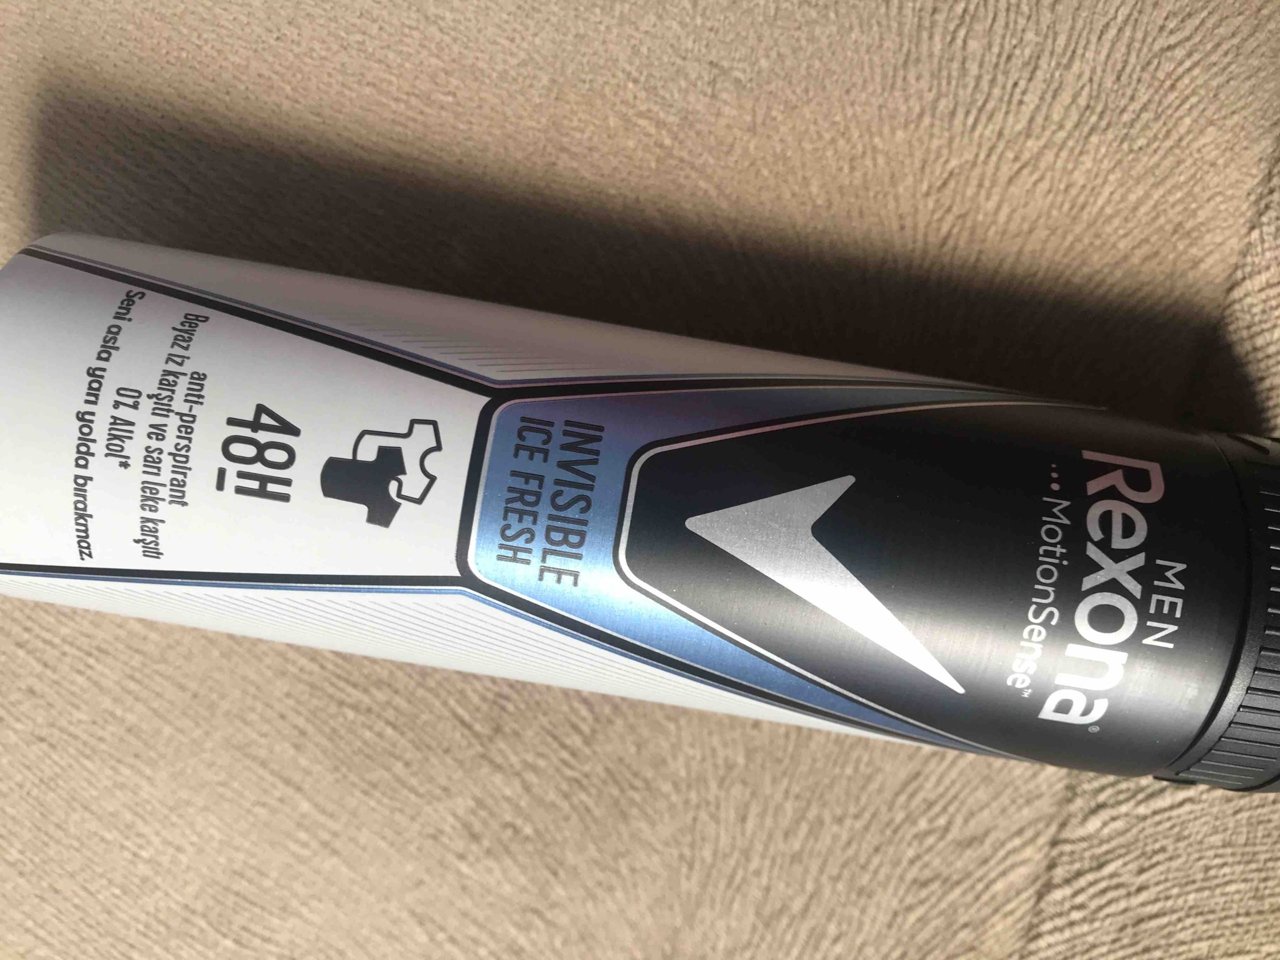 MEN
Rexona®
...MotionSense™
INVISIBLE
ICE FRESH
48H
anti-perspirant
Beyaz iz karşıtı ve sarı leke karşıtı
0% Alkol*
Seni asla yarı yolda bırakmaz.